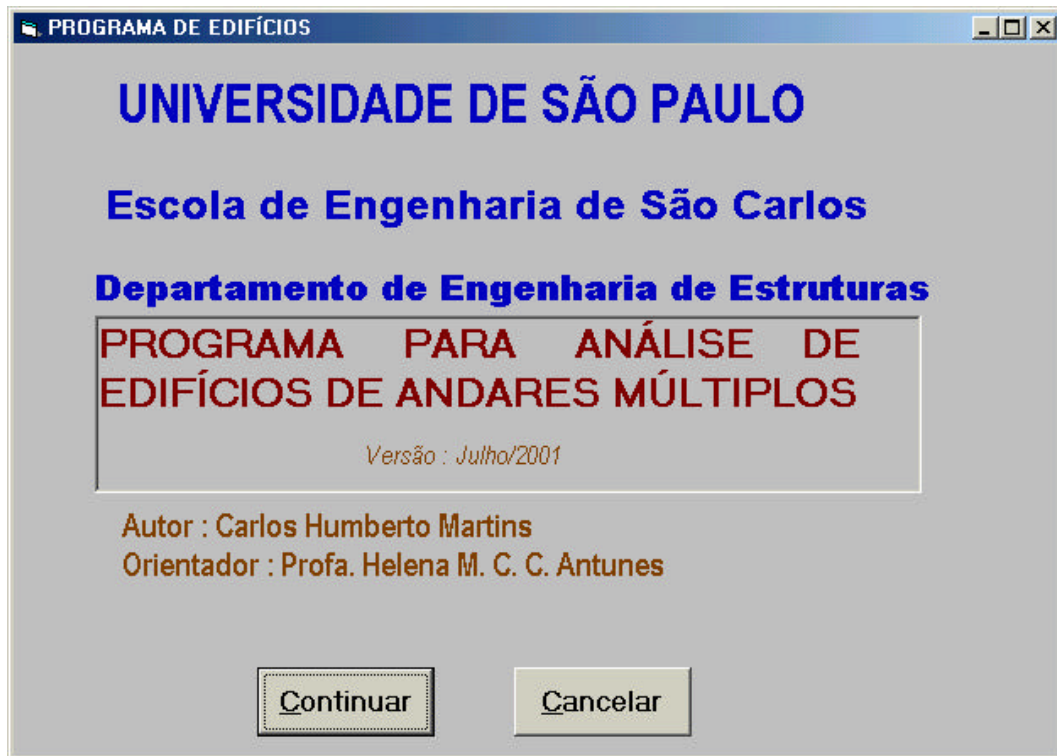 PROGRAMA DE EDIFÍCIOS
UNIVERSIDADE DE SÃO PAULO
Escola de Engenharia de São Carlos
Departamento de Engenharia de Estruturas
PROGRAMA PARA ANÁLISE DE
EDIFÍCIOS DE ANDARES MÚLTIPLOS
Versão : Julho/2001
Autor : Carlos Humberto Martins
Orientador : Profa. Helena M. C. C. Antunes
Continuar Cancelar